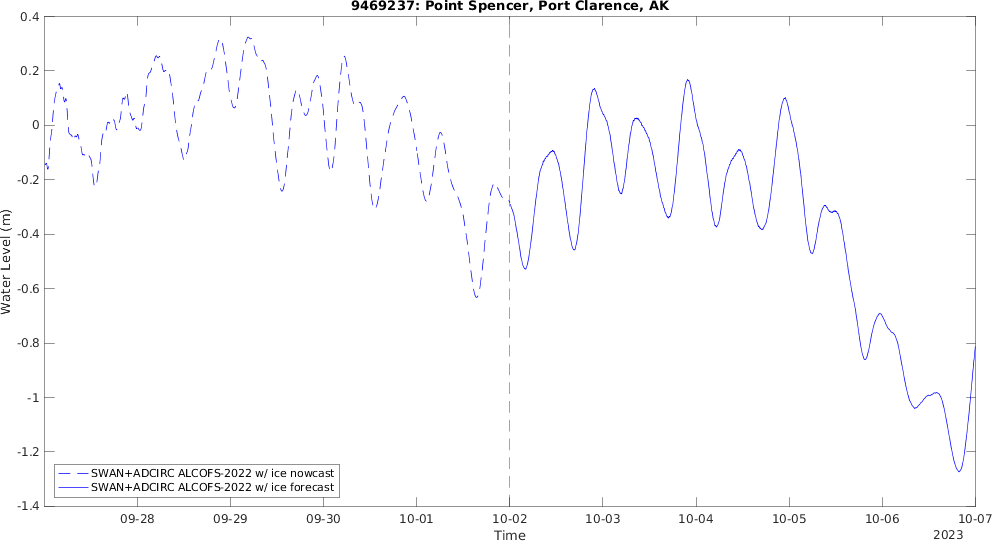 9469237: Point Spencer, Port Clarence, AK
0.4
0.2
0
-0.2
-0.4
-0.6
-0.8
-1
-1.2
-1.4
Water Level (m)
SWAN+ADCIRC ALCOFS-2022 w/ ice nowcast
SWAN+ADCIRC ALCOFS-2022 w/ ice forecast
09-28 09-29 09-30 10-01 10-02 10-03 10-04 10-05 10-06 10-07
Time
2023